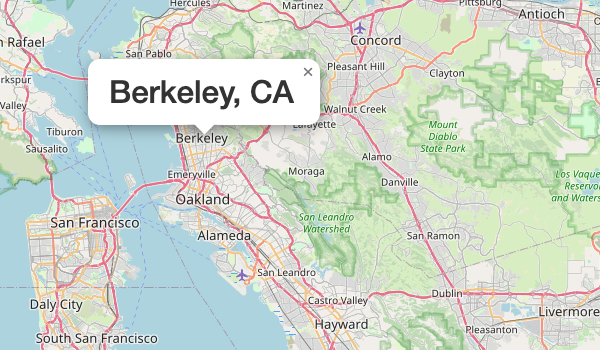 Hercules
Martinez
Pittsburg
Antioch
Rafael
San Pablo
Concord
Pleasant Hill
Clayton
×
Berkeley, CA
Walnut Creek
Lafayette
Valley
Tiburon
Sausalito
Berkeley
Mount
Diablo
State Park
Alamo
Emeryville
Moraga
Danville
Los Vaque
Reservoi
and Waters
Oakland
San Francisco
San Leandro
Watershed
Alameda
San Ramon
San Leandro
Daly City
Castro Valley
Dublin
Livermore
Hayward
Pleasanton
South San Francisco